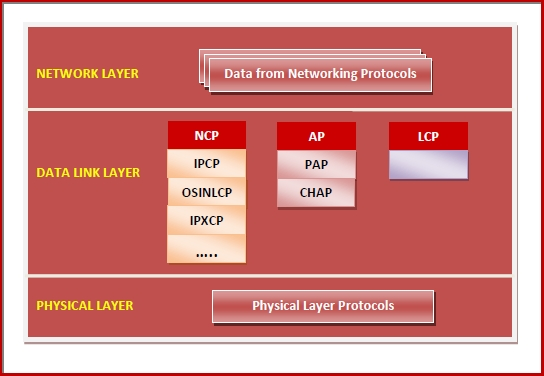 NETWORK LAYER
Data from Networking Protocols
DATA LINK LAYER
NCP
IPCP
OSINLCP
IPXCP
.....
AP
PAP
CHAP
LCP
PHYSICAL LAYER
Physical Layer Protocols